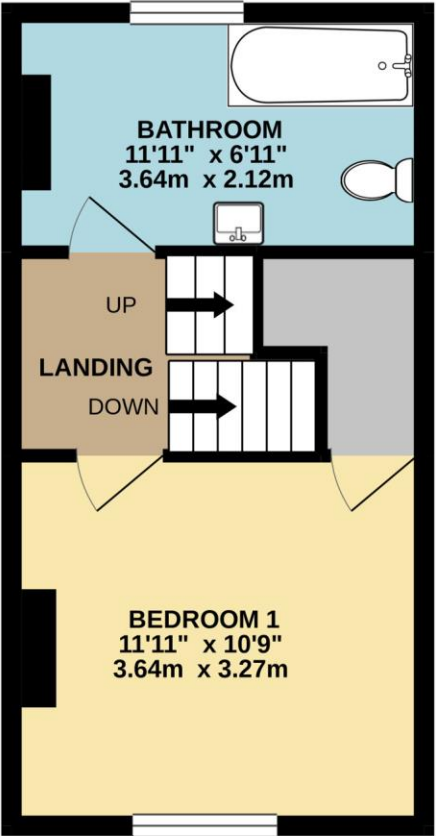 BATHROOM
11'11" x 6'11"
3.64m x 2.12m
UP
LANDING
DOWN
BEDROOM 1
11'11" x 10'9"
3.64m x 3.27m